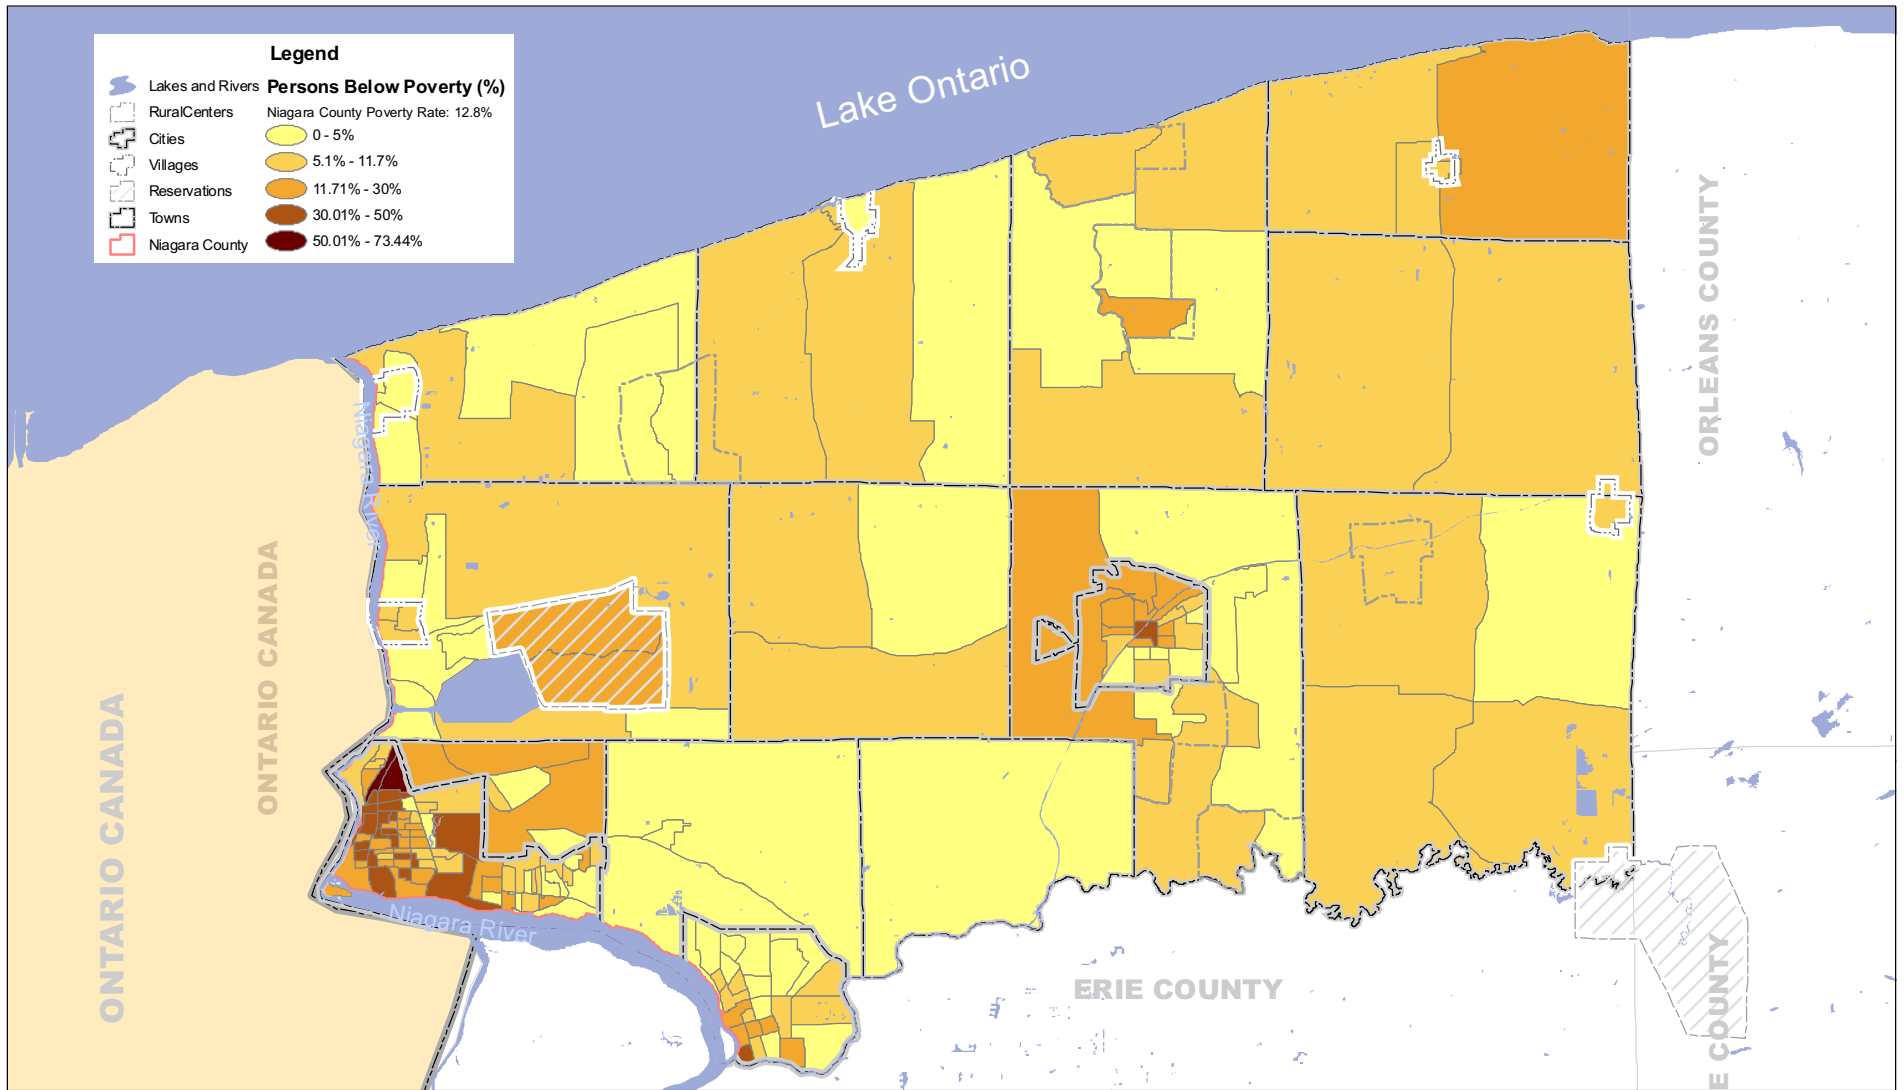 Legend
Lakes and Rivers
RuralCenters
Cities
Villages
Reservations
Towns
Niagara County
Persons Below Poverty (%)
Niagara County Poverty Rate: 12.8%
0 - 5%
5.1% - 11.7%
11.71% - 30%
30.01% - 50%
50.01% - 73.44%
Lake Ontario
ORLEANS COUNTY
Niagara River
ONTARIO CANADA
ONTARIO CANADA
Niagara River
ERIE COUNTY
E COUNTY